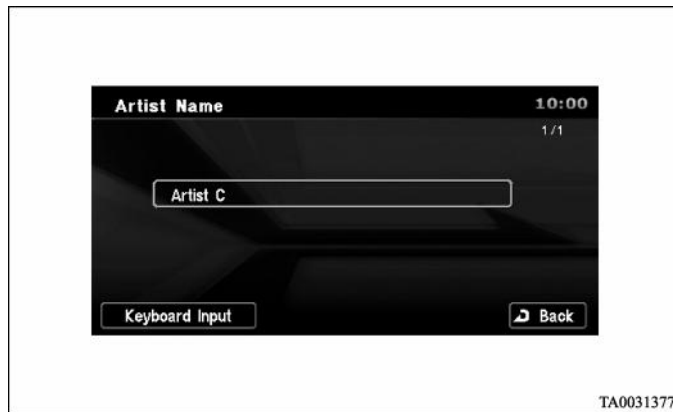 Artist Name 10:00
1/1
Artist C
Keyboard Input Back
TA0031377